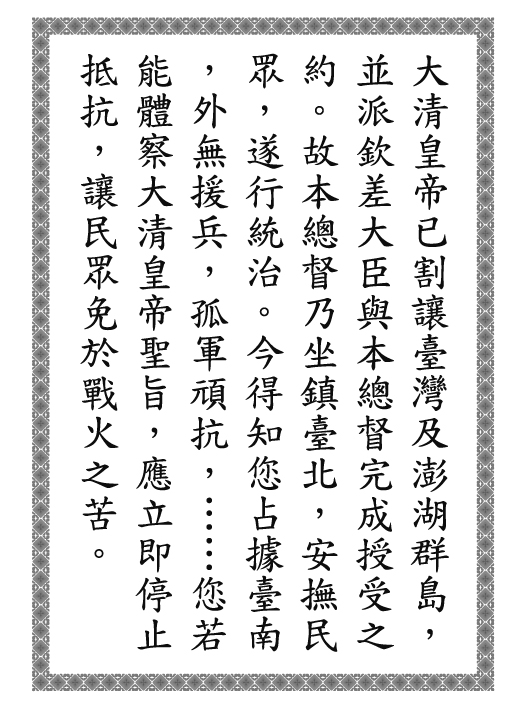 大清皇帝已割讓臺灣及澎湖群島，
並派欽差大臣與本總督完成授受之
約。故本總督乃坐鎮臺北，安撫民
眾，遂行統治。今得知您占據臺南
，外無援兵，孤軍頑抗，……您若
能體察大清皇帝聖旨，應立即停止
抵抗，讓民眾免於戰火之苦。